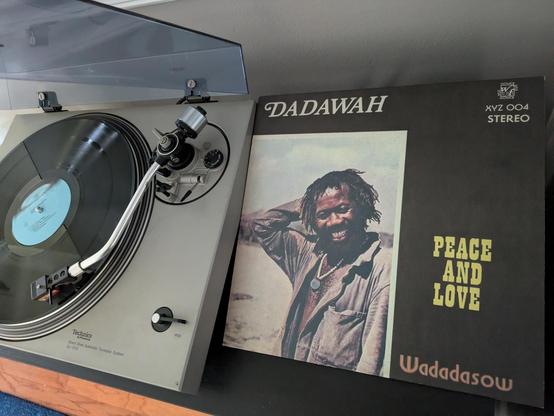 DADAWAH
XYZ 004
STEREO
PEACE
AND
LOVE
Wadadasow
Technics